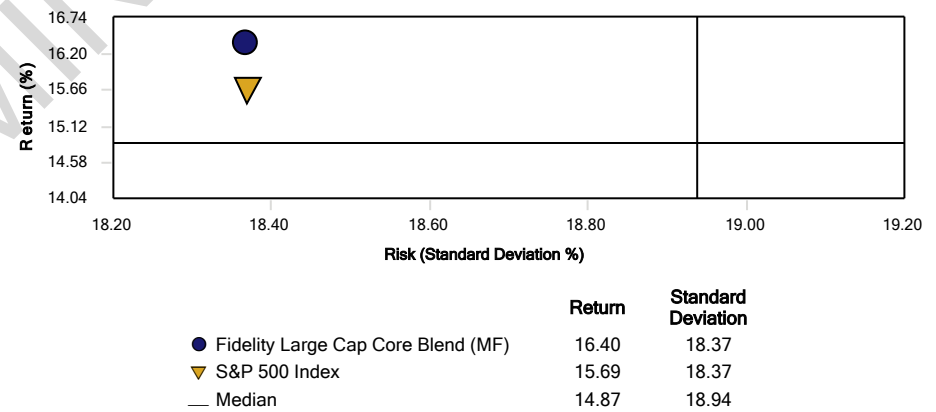 16.74
16.20
15.66
15.12
14.58
14.04
Return (%)
18.20 18.40 18.60 18.80 19.00 19.20
Risk (Standard Deviation %)
Return Standard
Deviation
Fidelity Large Cap Core Blend (MF) 16.40 18.37
S&P 500 Index 15.69 18.37
Median 14.87 18.94